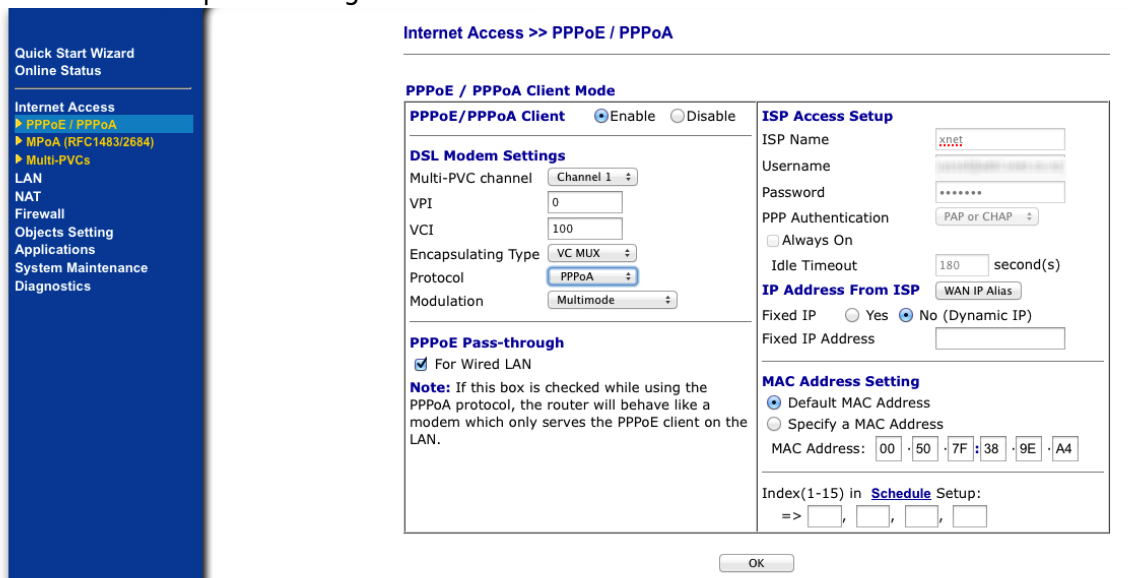 Internet Access >> PPPoE / PPPoA
Quick Start Wizard
Online Status
Internet Access
PPPoE / PPPoA
MPoA (RFC1483/2684)
Multi-PVCs
LAN
NAT
Firewall
Objects Setting
Applications
System Maintenance
Diagnostics
PPPoE / PPPoA Client Mode
PPPoE/PPPoA Client Enable Disable
DSL Modem Settings
Multi-PVC channel Channel 1
VPI 0
VCI 100
Encapsulating Type VC MUX
Protocol PPPoA
Modulation Multimode
PPPoE Pass-through
For Wired LAN
Note: If this box is checked while using the
PPPoA protocol, the router will behave like a
modem which only serves the PPPoE client on the
LAN.
ISP Access Setup
ISP Name xnet
Username
Password •••••••
PPP Authentication PAP or CHAP
Always On
Idle Timeout 180 second(s)
IP Address From ISP WAN IP Alias
Fixed IP Yes No (Dynamic IP)
Fixed IP Address
MAC Address Setting
Default MAC Address
Specify a MAC Address
MAC Address: 00 · 50 · 7F : 38 · 9E · A4
Index(1-15) in Schedule Setup:
=> , , ,
OK